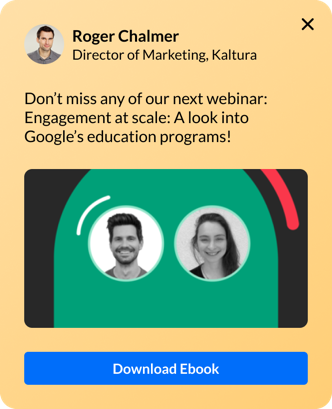 Roger Chalmer
Director of Marketing, Kaltura
Don’t miss any of our next webinar:
Engagement at scale: A look into
Google’s education programs!
Download Ebook